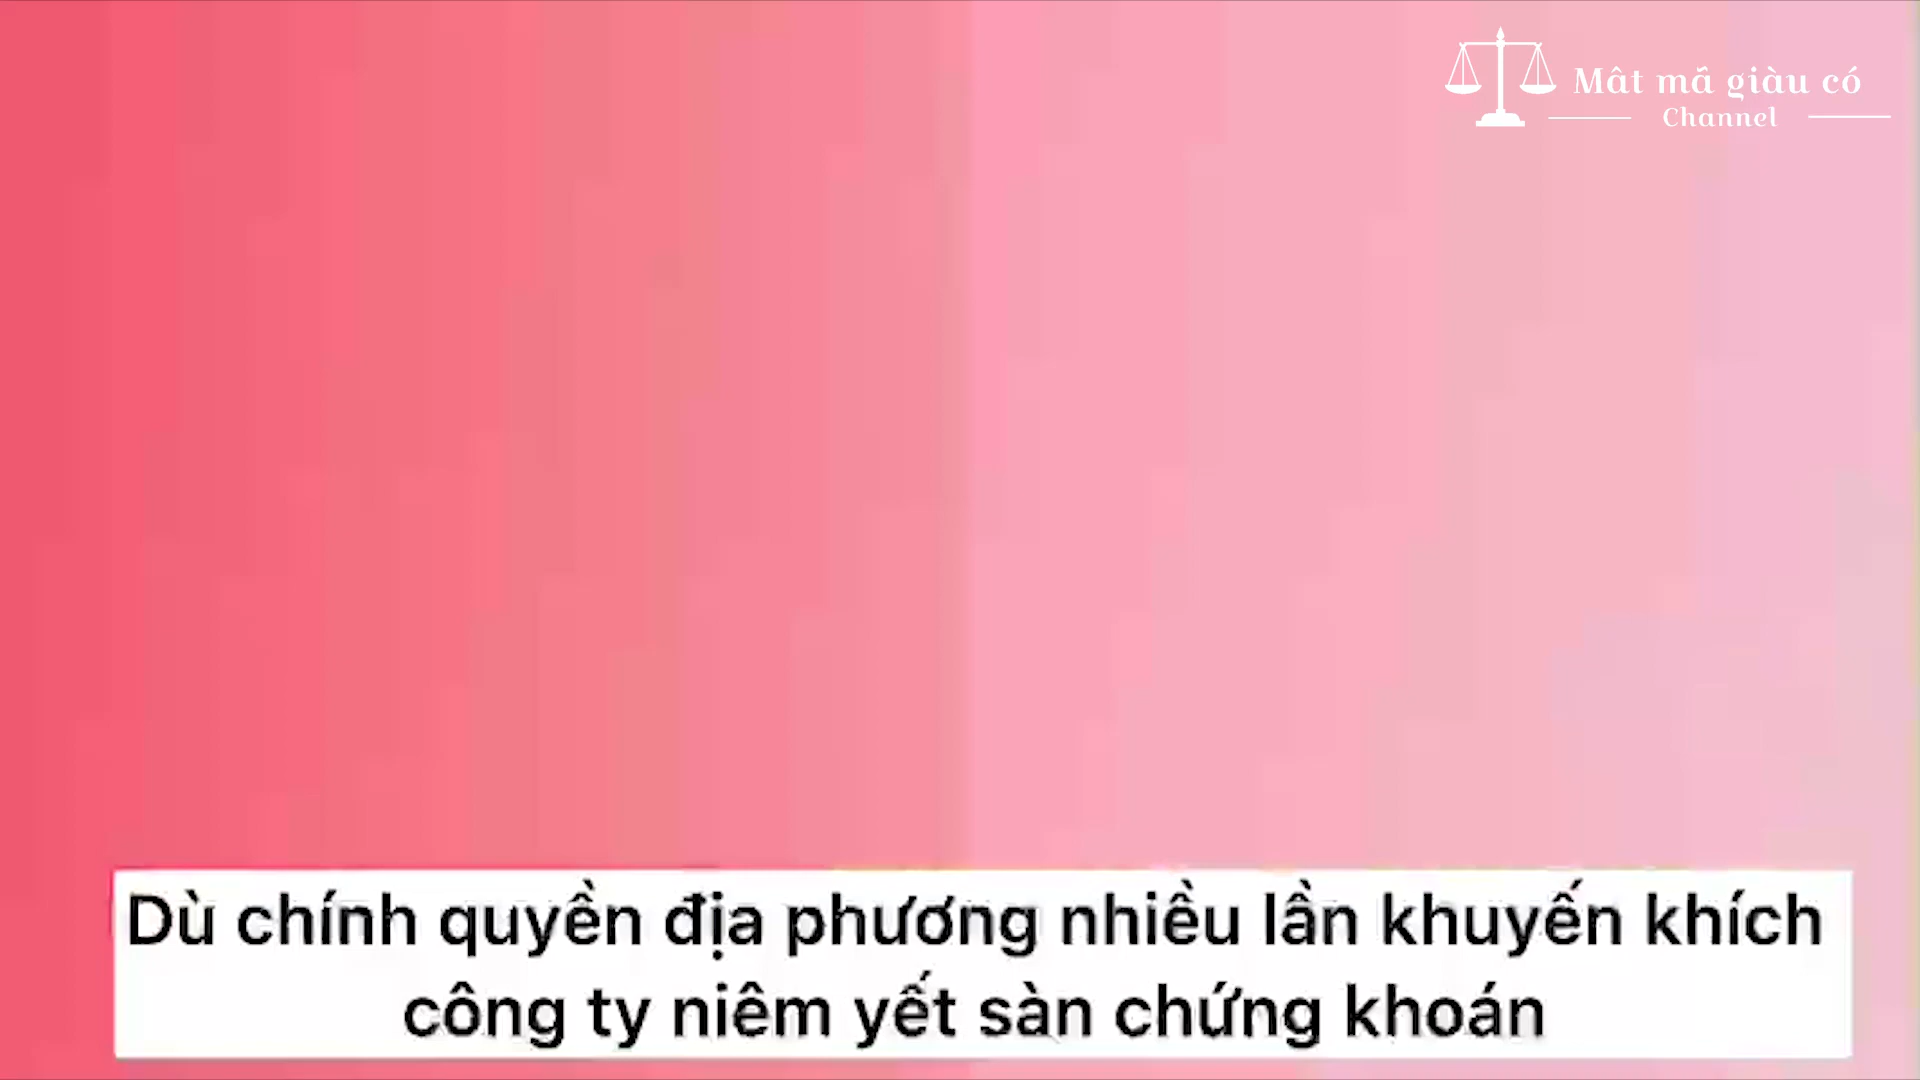 Mât mã giàu có
Channel
Dù chính quyền địa phương nhiều lần khuyến khích
công ty niêm yết sàn chứng khoán